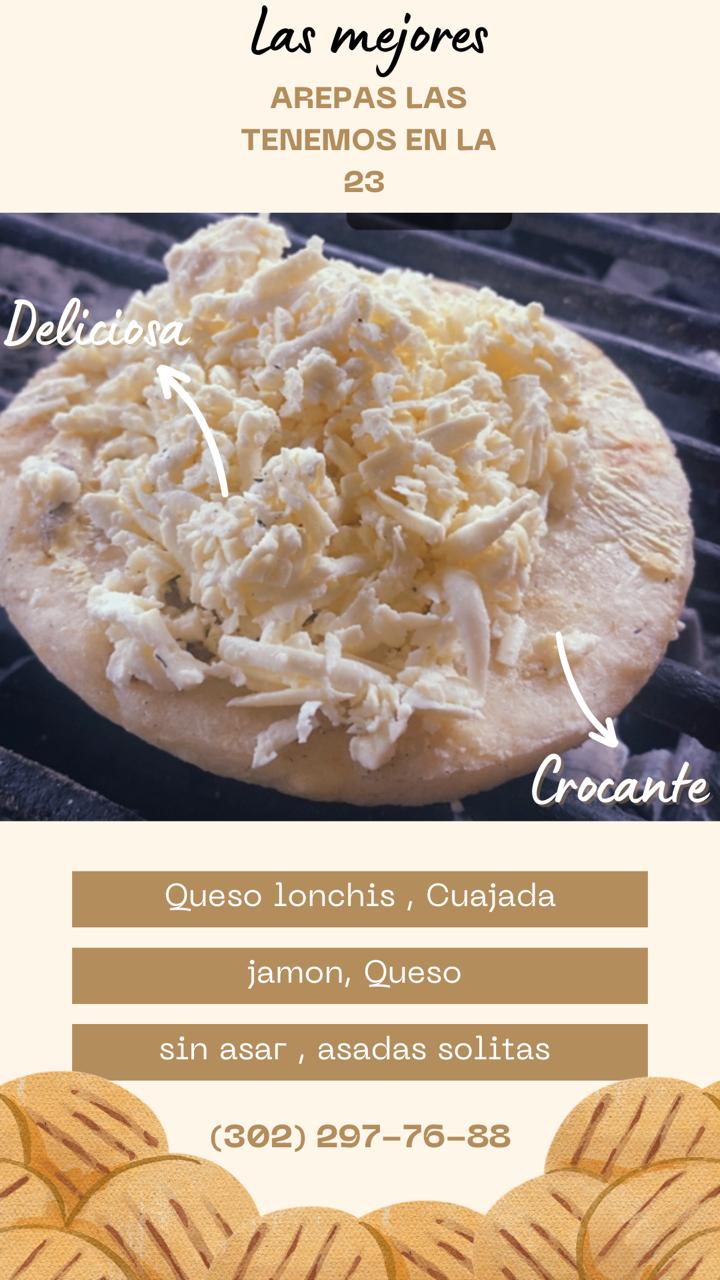 Las mejores
AREPAS LAS
TENEMOS EN LA
23
Deliciosa
Crocante
Queso lonchis , Cuajada
jamon, Queso
sin asar , asadas solitas
(302) 297-76-88